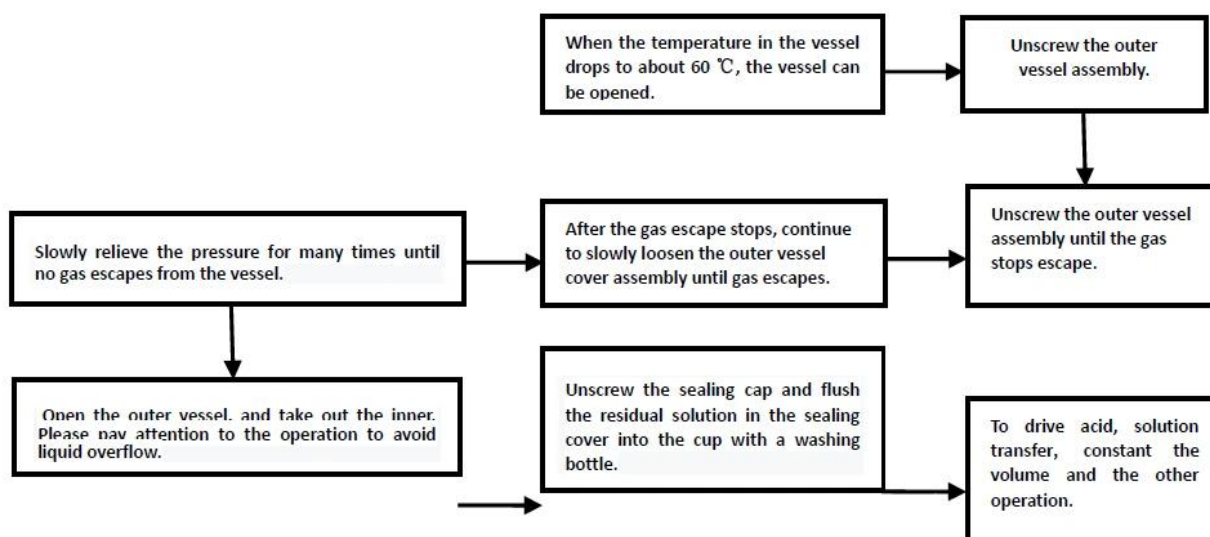 When the temperature in the vessel
drops to about 60 ℃, the vessel can
be opened.
Unscrew the outer
vessel assembly.
Slowly relieve the pressure for many times until
no gas escapes from the vessel.
After the gas escape stops, continue
to slowly loosen the outer vessel
cover assembly until gas escapes.
Unscrew the outer vessel
assembly until the gas
stops escape.
Open the outer vessel, and take out the inner.
Please pay attention to the operation to avoid
liquid overflow.
Unscrew the sealing cap and flush
the residual solution in the sealing
cover into the cup with a washing
bottle.
To drive acid, solution
transfer, constant the
volume and the other
operation.